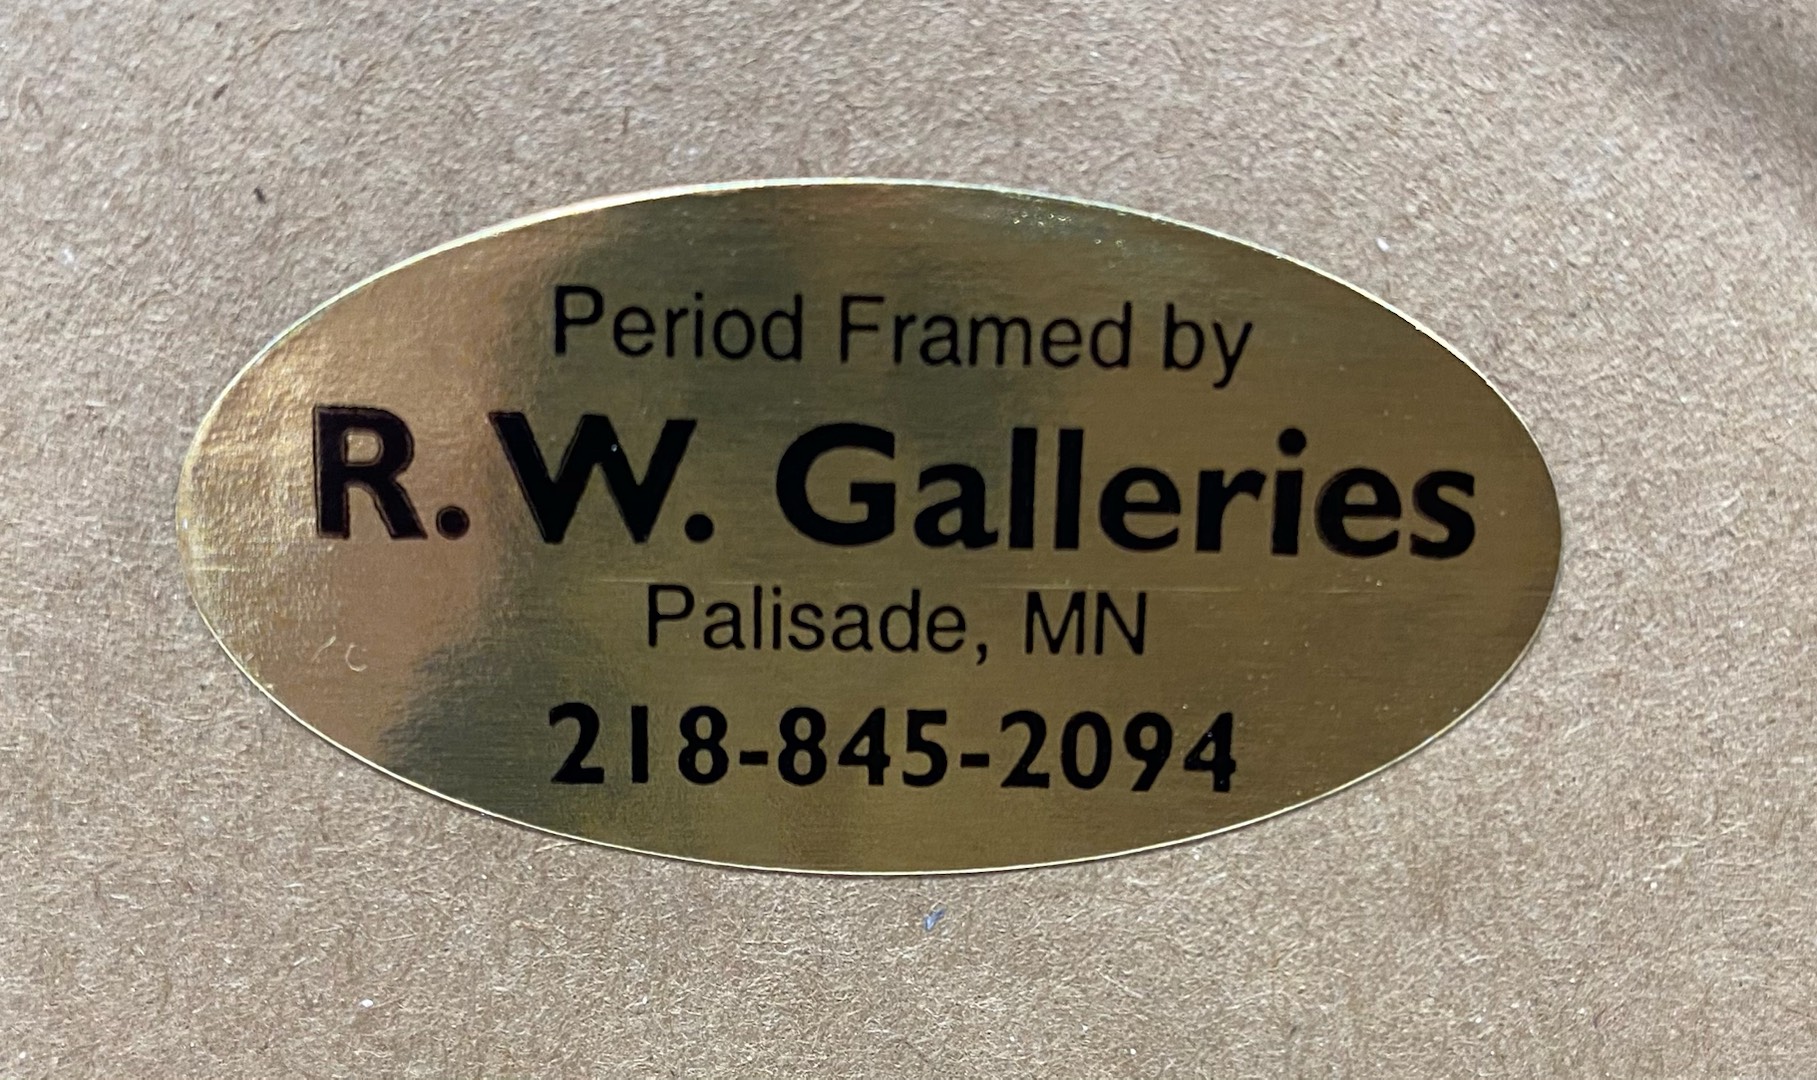 Period Framed by
R. W. Galleries
Palisade, MN
218-845-2094